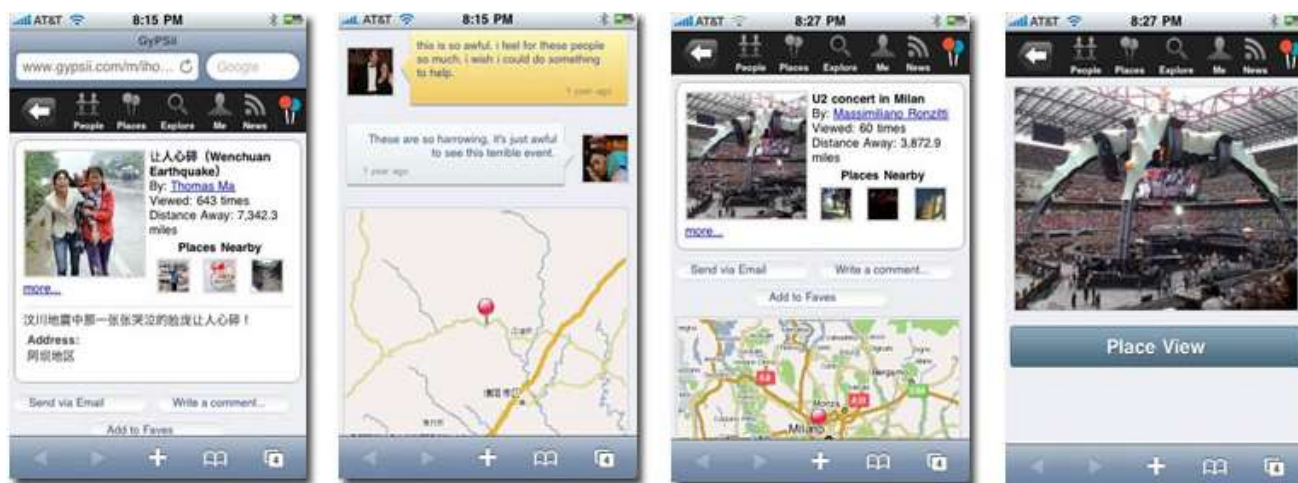 AT&T 8:15 PM
GyPSii
www.gypsii.com/m/iho... Google
People Places Explore Me News
让人心碎（Wenchuan
Earthquake）
By: Thomas Ma
Viewed: 643 times
Distance Away: 7,342.3
miles
Places Nearby
more...
汶川地震中那一张张哭泣的脸庞让人心碎！
Address:
阿坝地区
Send via Email Write a comment...
Add to Faves
4
AT&T 8:15 PM
this is so awful. i feel for these people
so much, i wish i could do something
to help.
1 year ago
These are so harrowing, it's just awful
to see this terrible event.
1 year ago
4
AT&T 8:27 PM
People Places Explore Me News
U2 concert in Milan
By: Massimiliano Ronzitti
Viewed: 60 times
Distance Away: 3,872.9
miles
Places Nearby
more...
Send via Email Write a comment...
Add to Faves
Bergamo
Monza
Milano
4
AT&T 8:27 PM
People Places Explore Me News
Place View
4